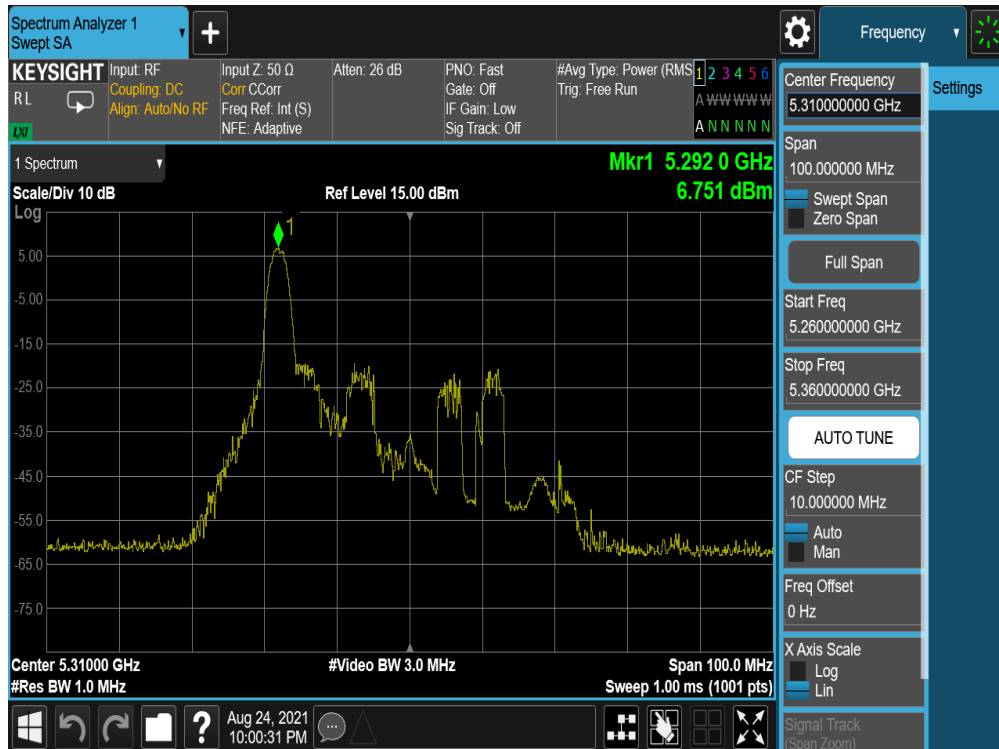 Spectrum Analyzer 1
Swept SA
Frequency
KEYSIGHT
RL
LXI
Input: RF
Coupling: DC
Align: Auto/No RF
Input Z: 50 Ω
Corr CCorr
Freq Ref: Int (S)
NFE: Adaptive
Atten: 26 dB
PNO: Fast
Gate: Off
IF Gain: Low
Sig Track: Off
#Avg Type: Power (RMS
Trig: Free Run
1 2 3 4 5 6
A W W W W W
A N N N N N
1 Spectrum
Mkr1 5.292 0 GHz
6.751 dBm
Scale/Div 10 dB
Ref Level 15.00 dBm
Log
1
5.00
-5.00
-15.0
-25.0
-35.0
-45.0
-55.0
-65.0
-75.0
Center 5.31000 GHz
#Video BW 3.0 MHz
Span 100.0 MHz
#Res BW 1.0 MHz
Sweep 1.00 ms (1001 pts)
Center Frequency
5.310000000 GHz
Settings
Span
100.000000 MHz
Swept Span
Zero Span
Full Span
Start Freq
5.260000000 GHz
Stop Freq
5.360000000 GHz
AUTO TUNE
CF Step
10.000000 MHz
Auto
Man
Freq Offset
0 Hz
X Axis Scale
Log
Lin
Signal Track
(Span Zoom)
?
Aug 24, 2021
10:00:31 PM